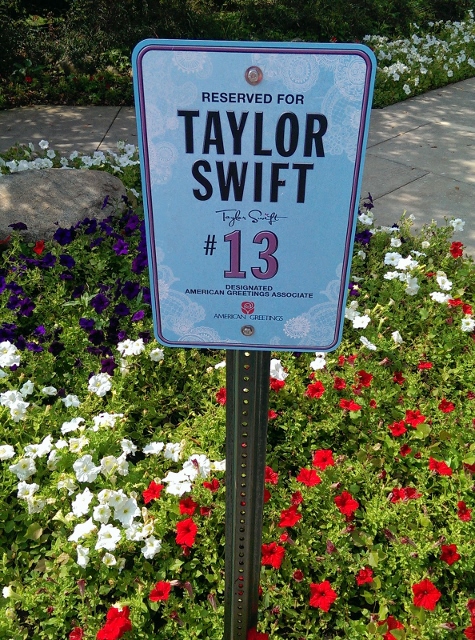 RESERVED FOR
TAYLOR
SWIFT
Taylor Swift
#13
DESIGNATED
AMERICAN GREETINGS ASSOCIATE
AMERICAN GREETINGS